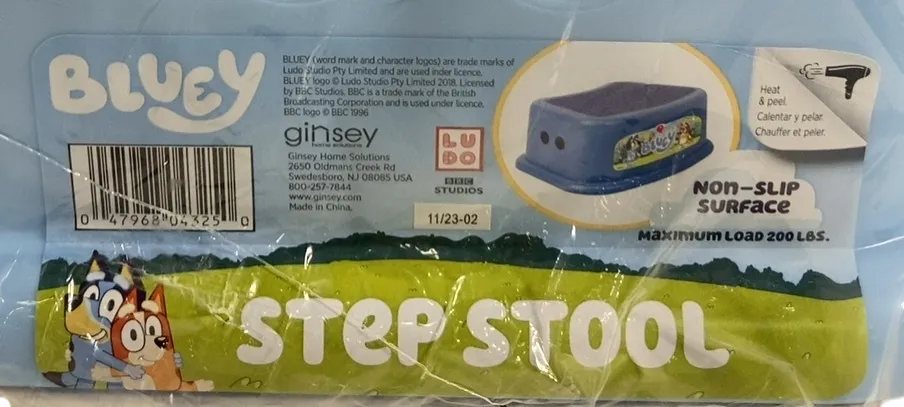 BLUEY
BLUEY (word mark and character logos) are trade marks of
Ludo Studio Pty Limited and are used under licence.
BLUEY logo © Ludo Studio Pty Limited 2018. Licensed
by BBC Studios. BBC is a trade mark of the British
Broadcasting Corporation and is used under licence.
BBC logo © BBC 1996
ginsey
home solutions
Ginsey Home Solutions
2650 Oldmans Creek Rd
Swedesboro, NJ 08085 USA
800-257-7844
www.ginsey.com
Made in China.
LU
DO
BBC
STUDIOS
11/23-02
0 47968 04325 0
BLUEY
Heat
& peel.
Calentar y pelar.
Chauffer et peler.
NON-SLIP
SURFACE
MAXIMUM LOAD 200 LBS.
STEP STOOL